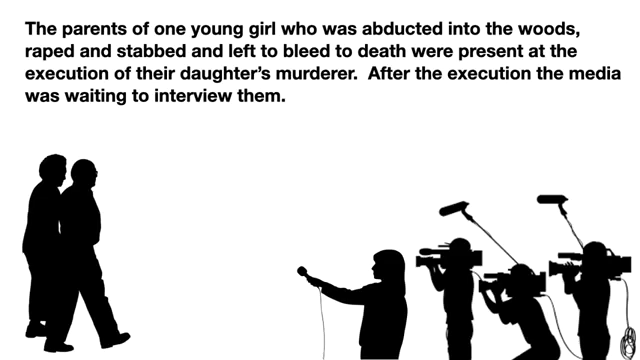 The parents of one young girl who was abducted into the woods,
raped and stabbed and left to bleed to death were present at the
execution of their daughter’s murderer.  After the execution the media
was waiting to interview them.